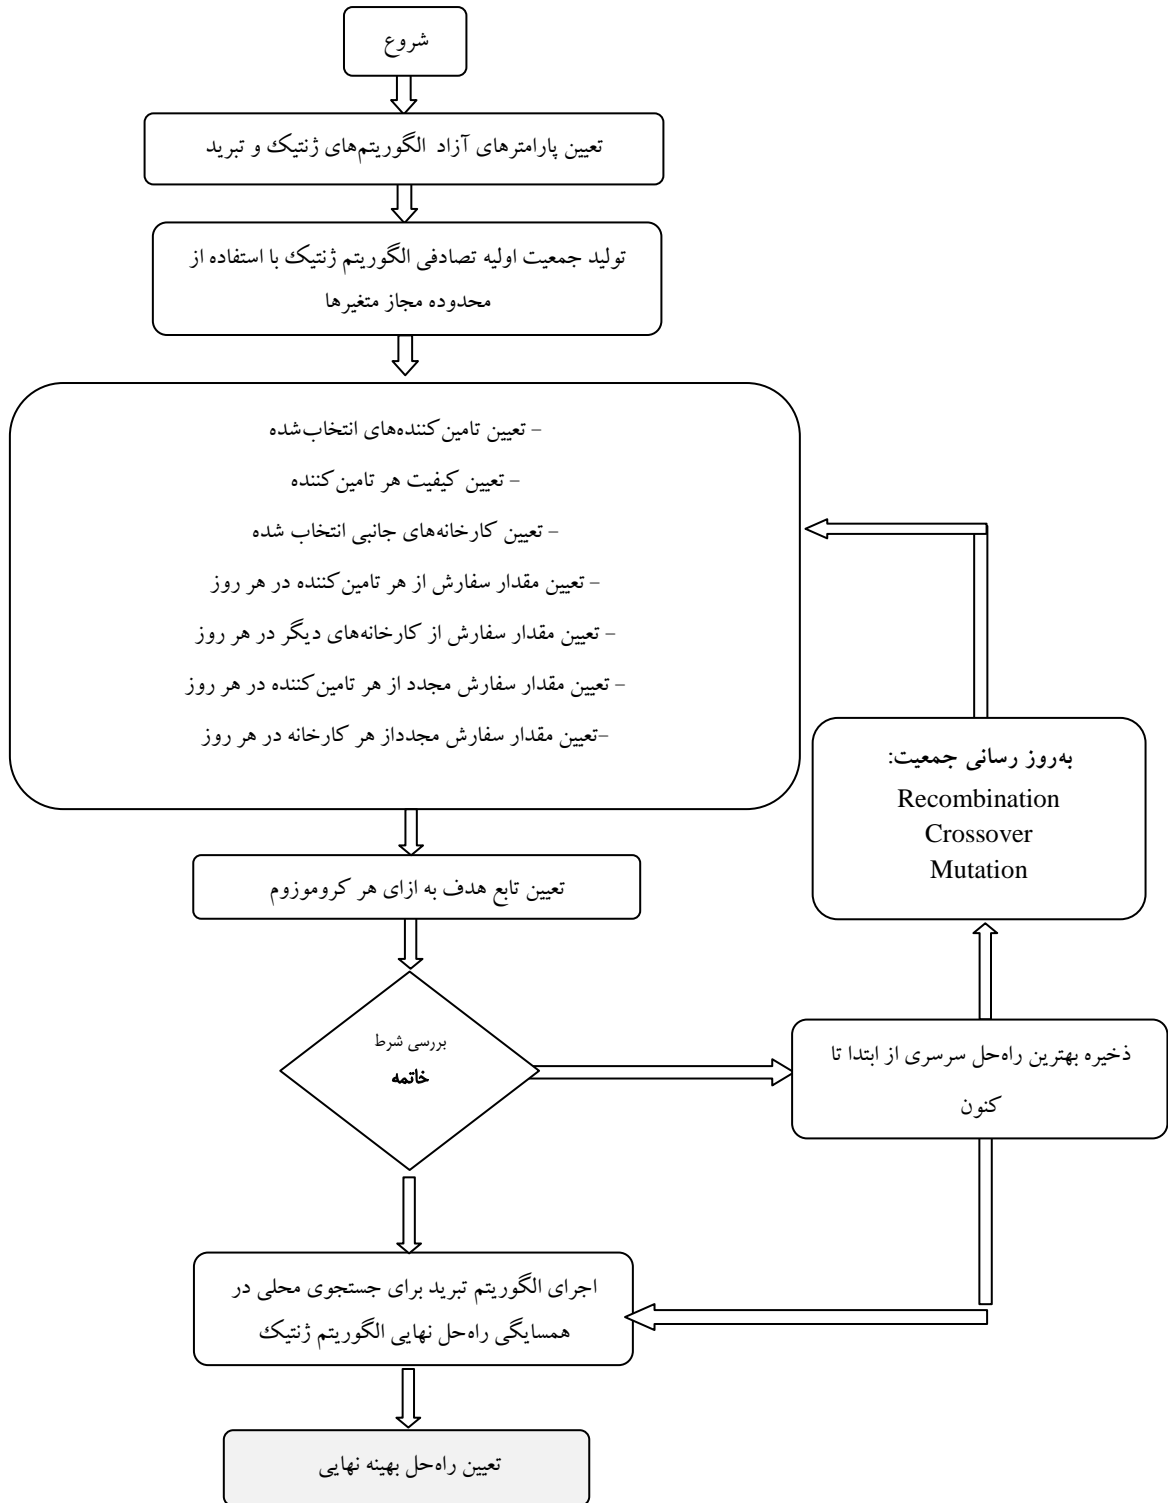 شروع
تعیین پارامترهای آزاد الگوریتم‌های ژنتیک و تبرید
تولید جمعیت اولیه تصادفی الگوریتم ژنتیک با استفاده از
محدوده مجاز متغیرها
– تعیین تامین‌کننده‌های انتخاب‌شده
– تعیین کیفیت هر تامین‌کننده
– تعیین کارخانه‌های جانبی انتخاب شده
– تعیین مقدار سفارش از هر تامین‌کننده در هر روز
– تعیین مقدار سفارش از کارخانه‌های دیگر در هر روز
– تعیین مقدار سفارش مجدد از هر تامین‌کننده در هر روز
–تعیین مقدار سفارش مجدداز هر کارخانه در هر روز
به‌روز رسانی جمعیت:
Recombination
Crossover
Mutation
تعیین تابع هدف به ازای هر کروموزوم
بررسی شرط
خاتمه
ذخیره بهترین راه‌حل سرسری از ابتدا تا
کنون
اجرای الگوریتم تبرید برای جستجوی محلی در
همسایگی راه‌حل نهایی الگوریتم ژنتیک
تعیین راه‌حل بهینه نهایی